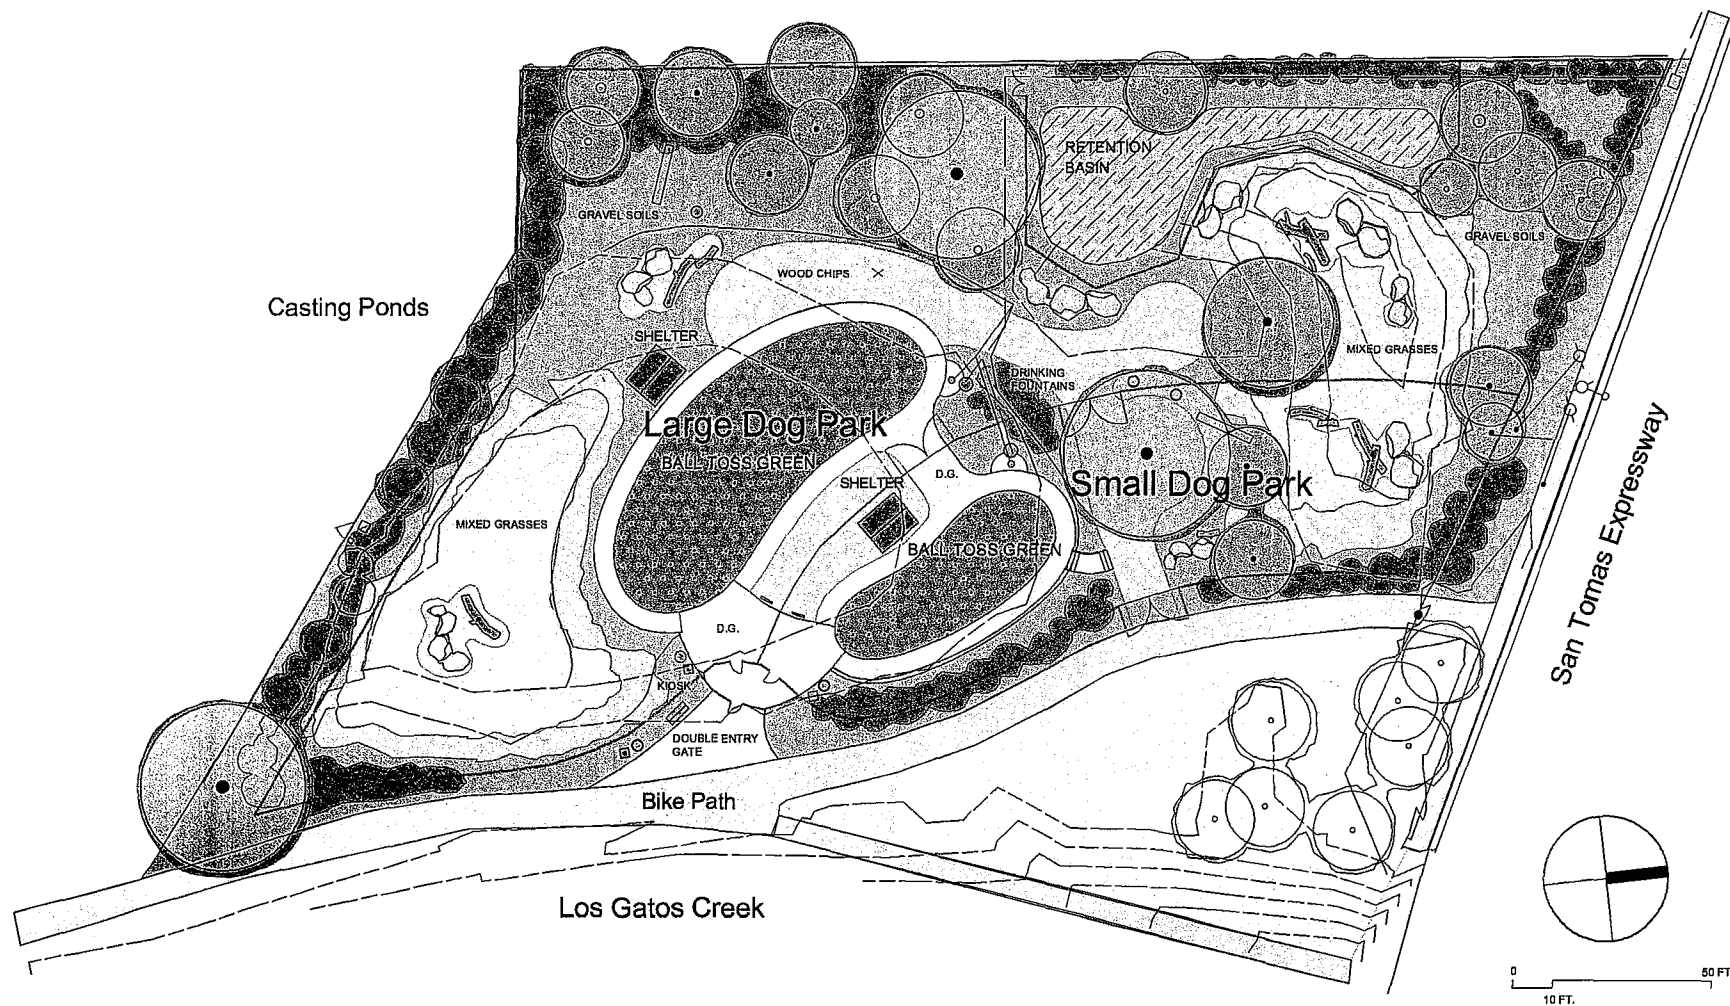 RETENTION
BASIN
GRAVEL SOILS
GRAVEL SOILS
WOOD CHIPS
Casting Ponds
SHELTER
MIXED GRASSES
DRINKING
FOUNTAINS
Large Dog Park
BALL TOSS GREEN
D.G.
SHELTER
Small Dog Park
MIXED GRASSES
BALL TOSS GREEN
San Tomas Expressway
D.G.
KIOSK
DOUBLE ENTRY
GATE
Bike Path
Los Gatos Creek
0
50 FT
10 FT.